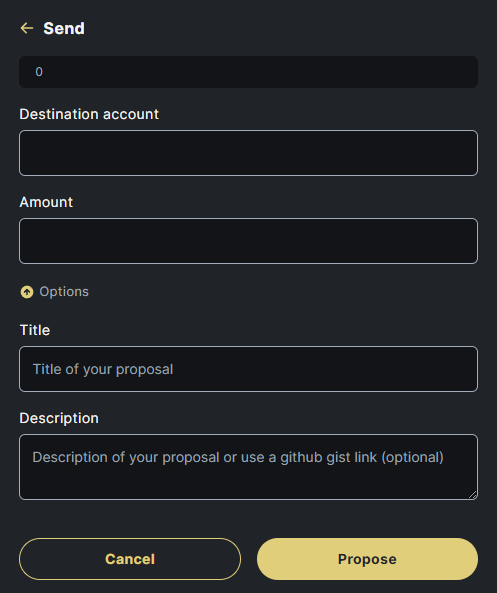 Send
0
Destination account
Amount
Options
Title
Title of your proposal
Description
Description of your proposal or use a github gist link (optional)
Cancel Propose